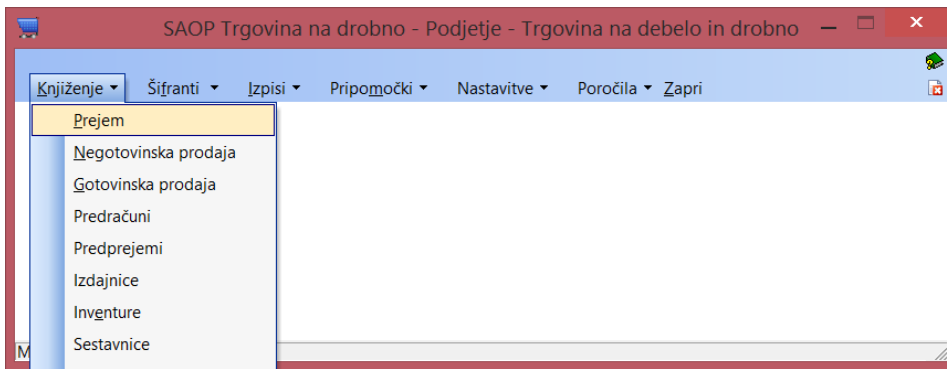 SAOP Trgovina na drobno - Podjetje - Trgovina na debelo in drobno
Knjiženje Šifranti Izpisi Pripomočki Nastavitve Poročila Zapri
Prejem
Negotovinska prodaja
Gotovinska prodaja
Predračuni
Predprejemi
Izdajnice
Inventure
Sestavnice
M